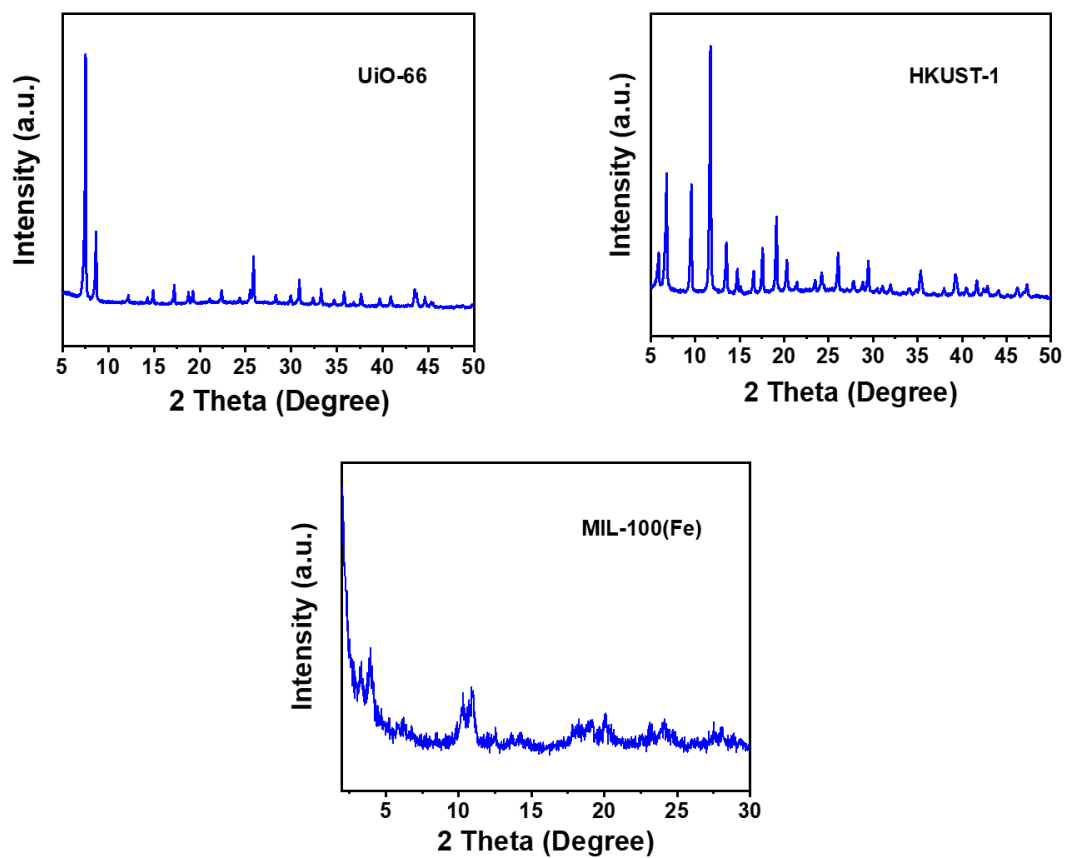 UiO-66
Intensity (a.u.)
5 10 15 20 25 30 35 40 45 50
2 Theta (Degree)
HKUST-1
Intensity (a.u.)
5 10 15 20 25 30 35 40 45 50
2 Theta (Degree)
MIL-100(Fe)
Intensity (a.u.)
5 10 15 20 25 30
2 Theta (Degree)